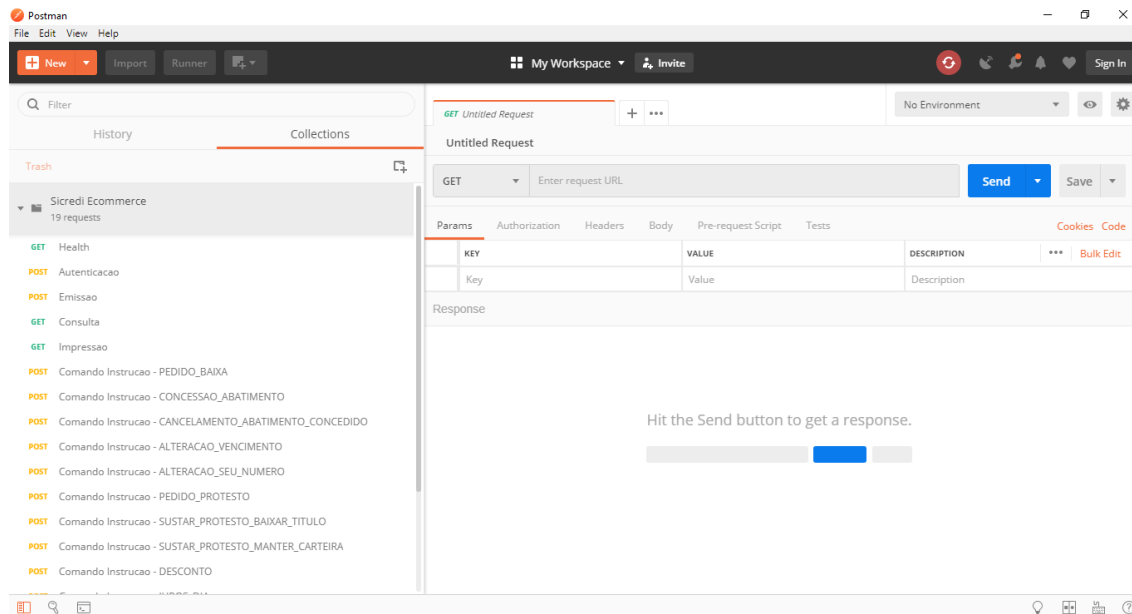 Postman
File Edit View Help
New Import Runner My Workspace Invite Sign In
Filter
History Collections
Trash
Sicredi Ecommerce
19 requests
GET Health
POST Autenticacao
POST Emissao
GET Consulta
GET Impressao
POST Comando Instrucao - PEDIDO_BAIXA
POST Comando Instrucao - CONCESSAO_ABATIMENTO
POST Comando Instrucao - CANCELAMENTO_ABATIMENTO_CONCEDIDO
POST Comando Instrucao - ALTERACAO_VENCIMENTO
POST Comando Instrucao - ALTERACAO_SEU_NUMERO
POST Comando Instrucao - PEDIDO_PROTESTO
POST Comando Instrucao - SUSTAR_PROTESTO_BAIXAR_TITULO
POST Comando Instrucao - SUSTAR_PROTESTO_MANTER_CARTEIRA
POST Comando Instrucao - DESCONTO
GET Untitled Request
No Environment
Untitled Request
GET Enter request URL Send Save
Params Authorization Headers Body Pre-request Script Tests Cookies Code
KEY VALUE DESCRIPTION Bulk Edit
Key Value Description
Response
Hit the Send button to get a response.